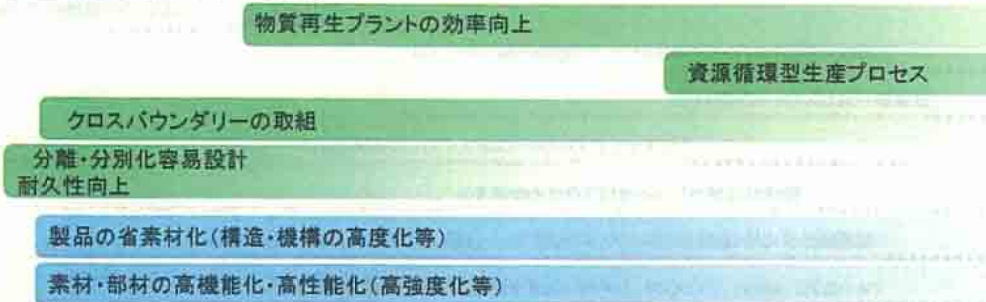 物質再生プラントの効率向上
資源循環型生産プロセス
クロスバウンダリーの取組
分離・分別化容易設計
耐久性向上
製品の省素材化(構造・機構の高度化等)
素材・部材の高機能化・高性能化(高強度化等)